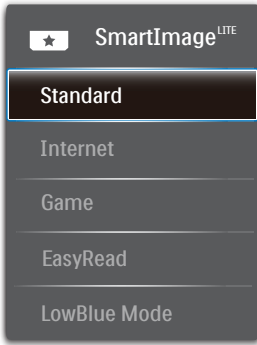 SmartImage LITE
Standard
Internet
Game
EasyRead
LowBlue Mode